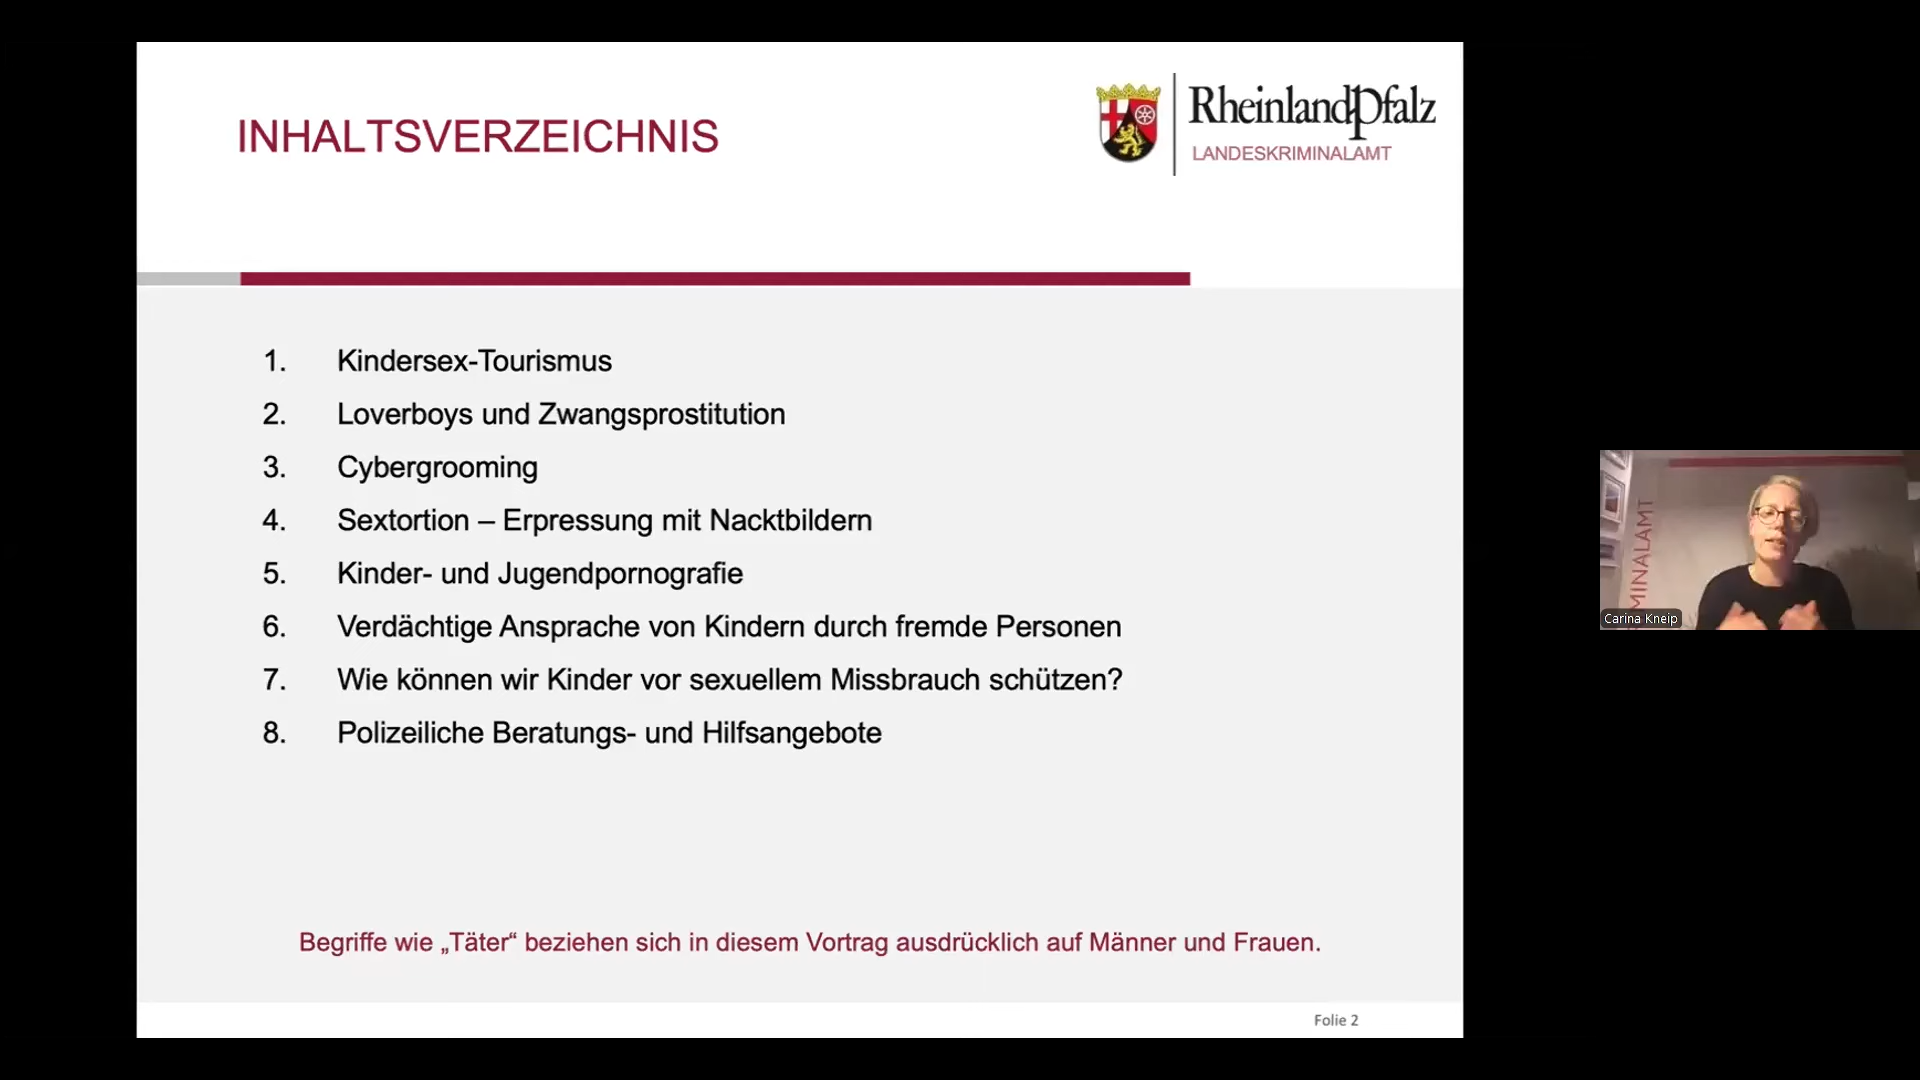 INHALTSVERZEICHNIS
RheinlandPfalz
LANDESKRIMINALAMT
1. Kindersex-Tourismus
2. Loverboys und Zwangsprostitution
3. Cybergrooming
4. Sextortion – Erpressung mit Nacktbildern
5. Kinder- und Jugendpornografie
6. Verdächtige Ansprache von Kindern durch fremde Personen
7. Wie können wir Kinder vor sexuellem Missbrauch schützen?
8. Polizeiliche Beratungs- und Hilfsangebote
Begriffe wie „Täter“ beziehen sich in diesem Vortrag ausdrücklich auf Männer und Frauen.
Folie 2
MINALAMT
Carina Kneip